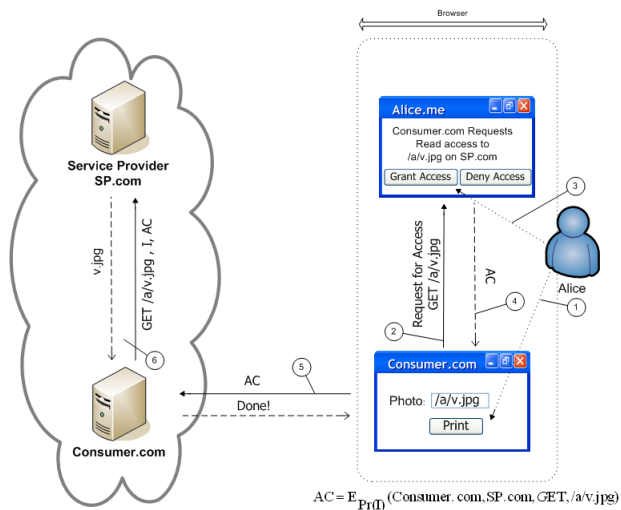 Browser
Alice.me
Consumer.com Requests
Read access to
/a/v.jpg on SP.com
Grant Access
Deny Access
Service Provider
SP.com
v.jpg
GET /a/v.jpg , I, AC
6
Consumer.com
5
AC
Done!
Request for Access
GET /a/v.jpg
2
AC
4
3
Alice
1
Consumer.com
Photo: /a/v.jpg
Print
AC = E Pr(I) (Consumer. com, SP.com, GET, /a/v.jpg)